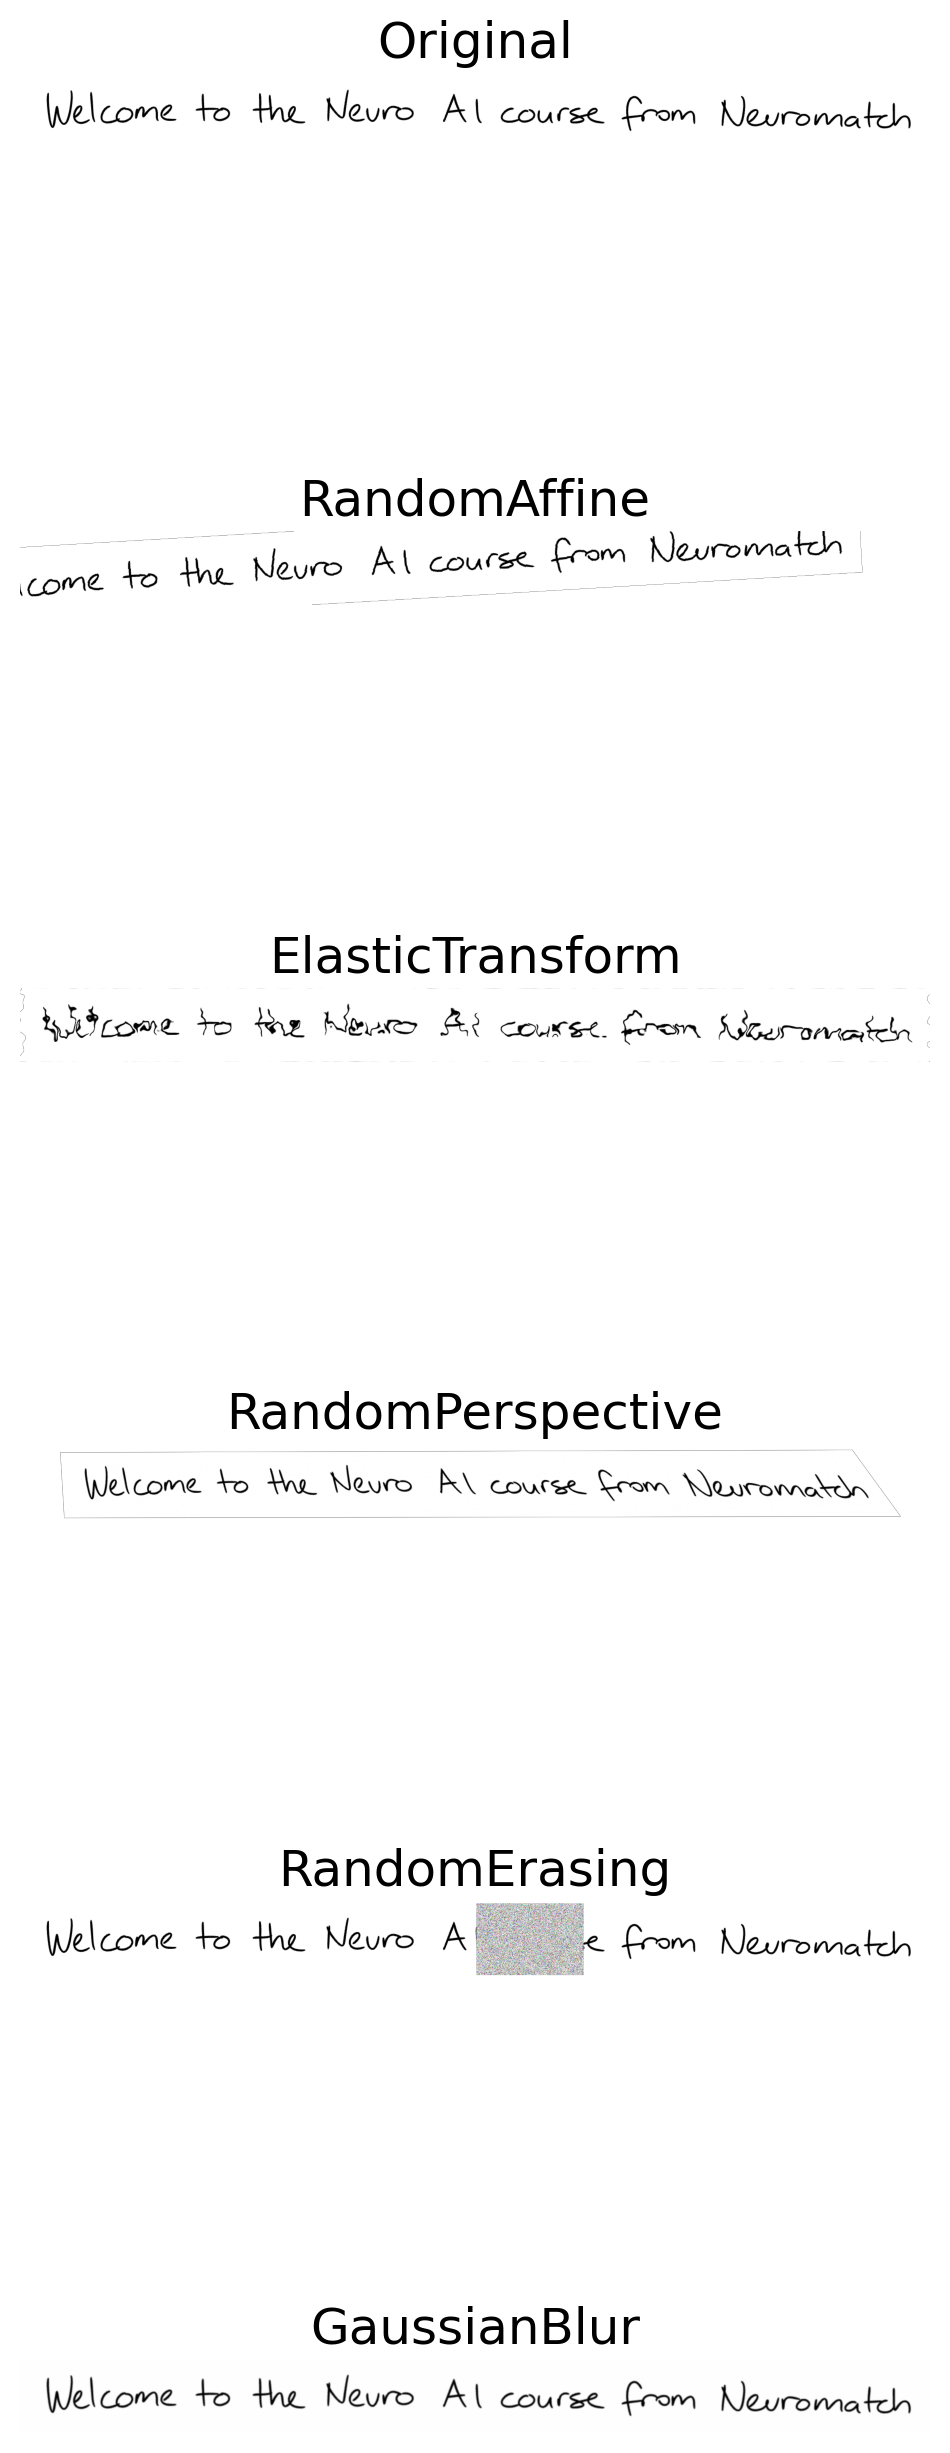 Original
Welcome to the Neuro AI course from Neuromatch
RandomAffine
come to the Neuro AI course from Neuromatch
ElasticTransform
Welcome to the Neuro AI course from Neuromatch
RandomPerspective
Welcome to the Neuro AI course from Neuromatch
RandomErasing
Welcome to the Neuro A e from Neuromatch
GaussianBlur
Welcome to the Neuro AI course from Neuromatch